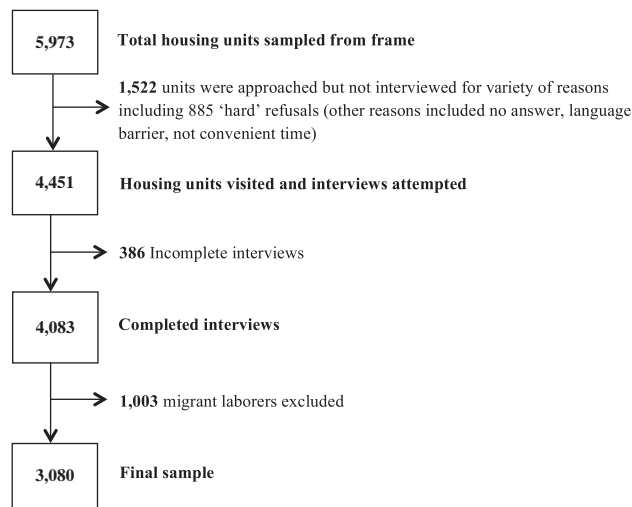 5,973
Total housing units sampled from frame
1,522 units were approached but not interviewed for variety of reasons
including 885 ‘hard’ refusals (other reasons included no answer, language
barrier, not convenient time)
4,451
Housing units visited and interviews attempted
386 Incomplete interviews
4,083
Completed interviews
1,003 migrant laborers excluded
3,080
Final sample